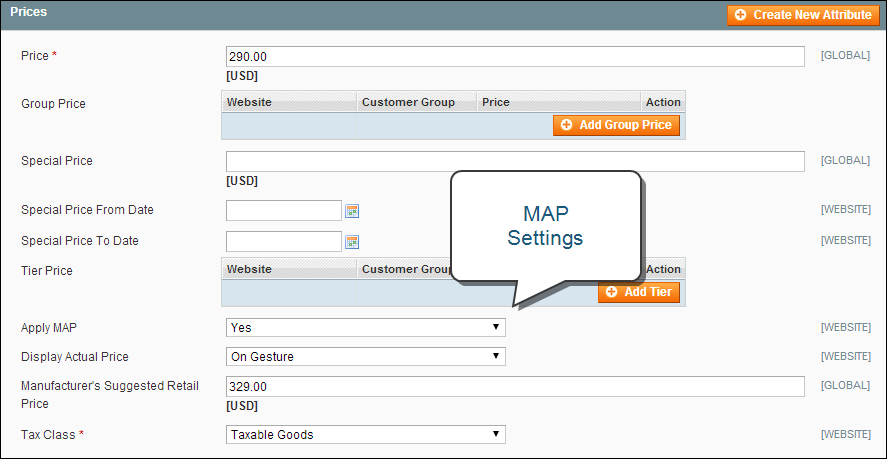 Prices
Create New Attribute
Price *
290.00
[GLOBAL]
[USD]
Group Price
Website
Customer Group
Price
Action
Add Group Price
Special Price
[GLOBAL]
[USD]
Special Price From Date
[WEBSITE]
Special Price To Date
[WEBSITE]
MAP
Settings
Tier Price
Website
Customer Group
Action
Add Tier
Apply MAP
Yes
[WEBSITE]
Display Actual Price
On Gesture
[WEBSITE]
Manufacturer's Suggested Retail
Price
329.00
[GLOBAL]
[USD]
Tax Class *
Taxable Goods
[WEBSITE]